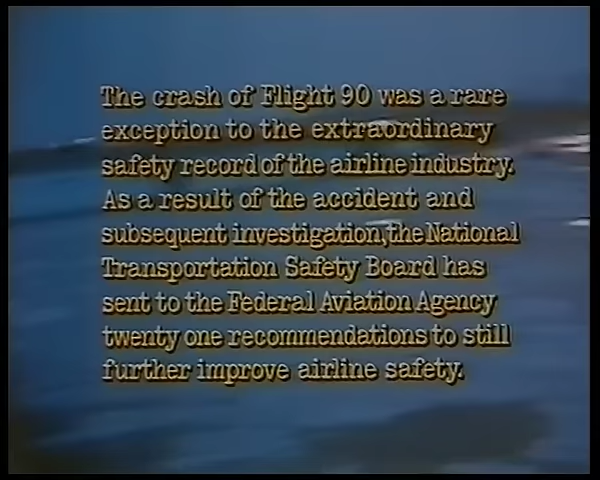 The crash of Flight 90 was a rare
exception to the extraordinary
safety record of the airline industry.
As a result of the accident and
subsequent investigation, the National
Transportation Safety Board has
sent to the Federal Aviation Agency
twenty one recommendations to still
further improve airline safety.